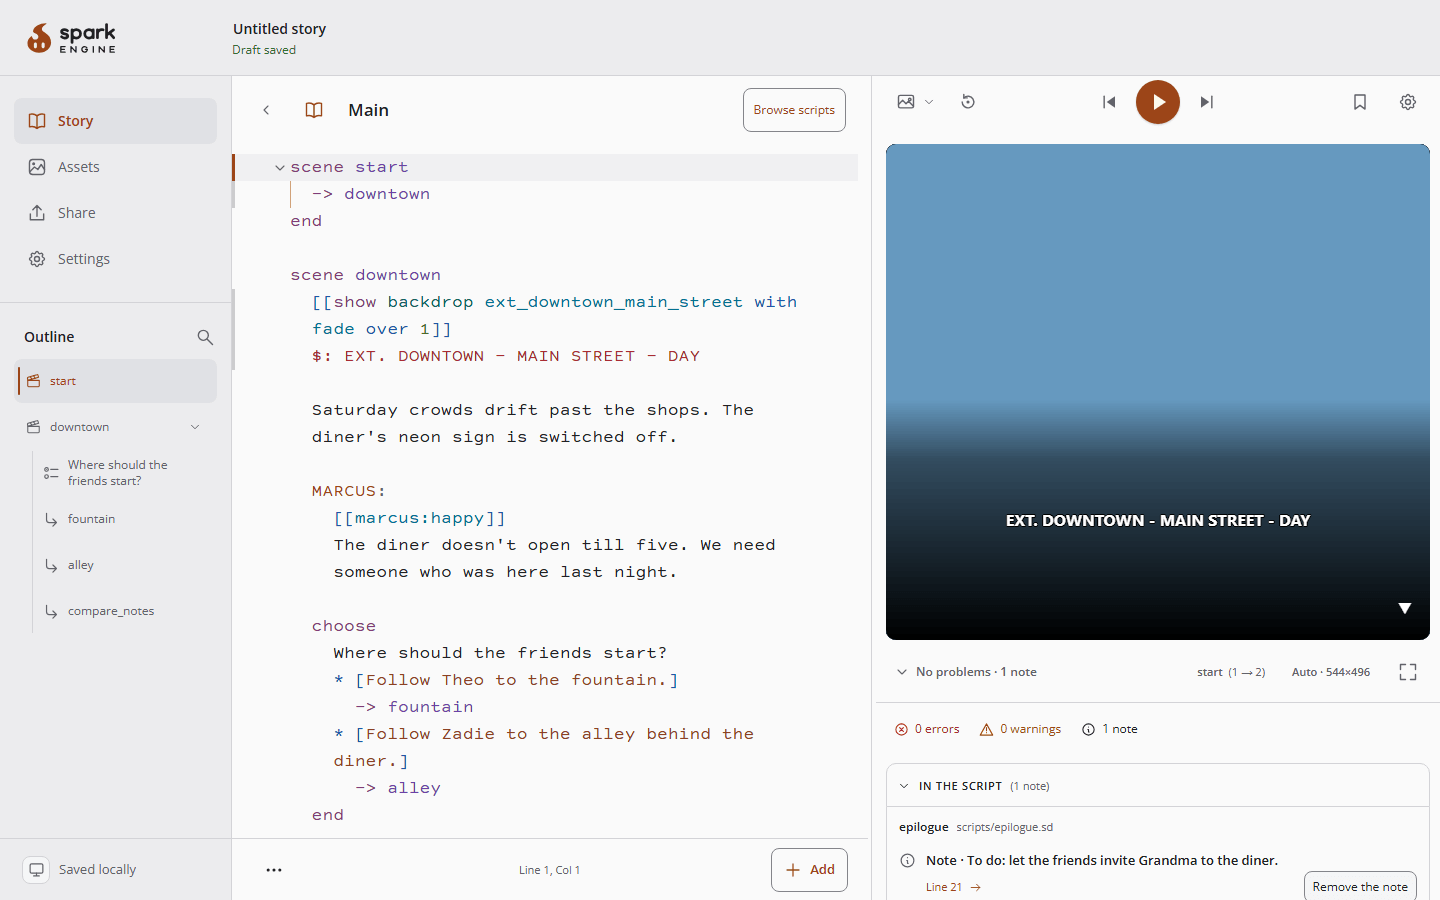 spark
ENGINE
Untitled story
Draft saved
Story
Assets
Share
Settings
Outline
start
downtown
Where should the
friends start?
fountain
alley
compare_notes
Saved locally
Main
Browse scripts
scene start
-> downtown
end
scene downtown
[[show backdrop ext_downtown_main_street with
fade over 1]]
$: EXT. DOWNTOWN - MAIN STREET - DAY
Saturday crowds drift past the shops. The
diner's neon sign is switched off.
MARCUS:
[[marcus:happy]]
The diner doesn't open till five. We need
someone who was here last night.
choose
Where should the friends start?
* [Follow Theo to the fountain.]
-> fountain
* [Follow Zadie to the alley behind the
diner.]
-> alley
end
Line 1, Col 1
Add
EXT. DOWNTOWN - MAIN STREET - DAY
No problems · 1 note
start (1 → 2)
Auto · 544×496
0 errors
0 warnings
1 note
IN THE SCRIPT (1 note)
epilogue scripts/epilogue.sd
Note · To do: let the friends invite Grandma to the diner.
Line 21 →
Remove the note